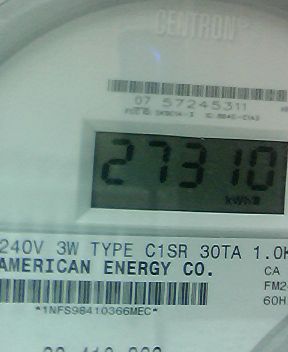 CENTRON
07 57245311
27310
kWh
240V 3W TYPE C1SR 30TA 1.0K
AMERICAN ENERGY CO.
CA
FM2
60H
*1NFS98410366MEC*